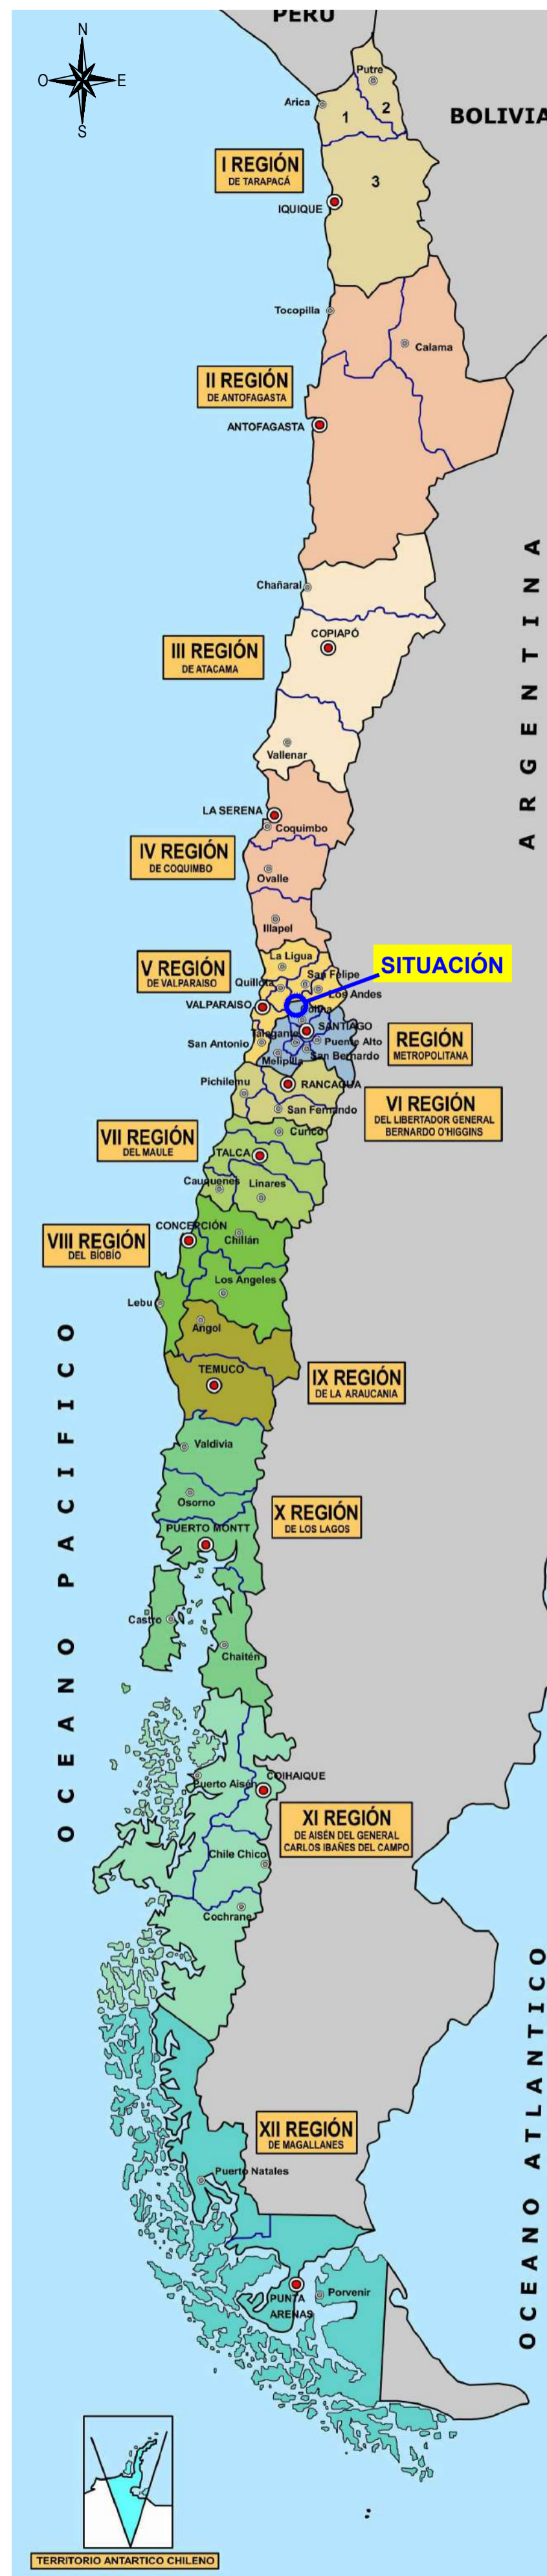 PERU
N
O
E
S
Putre
Arica
1
2
BOLIVIA
I REGIÓN
DE TARAPACÁ
3
IQUIQUE
Tocopilla
Calama
II REGIÓN
DE ANTOFAGASTA
ANTOFAGASTA
ARGENTINA
Chañaral
COPIAPÓ
III REGIÓN
DE ATACAMA
Vallenar
LA SERENA
Coquimbo
IV REGIÓN
DE COQUIMBO
Ovalle
Illapel
La Ligua
SITUACIÓN
V REGIÓN
DE VALPARAISO
San Felipe
Quillota
Los Andes
VALPARAISO
Colina
SANTIAGO
Talagante
Puente Alto
REGIÓN
METROPOLITANA
San Antonio
San Bernardo
Melipilla
Pichilemu
RANCAGUA
VI REGIÓN
DEL LIBERTADOR GENERAL
BERNARDO O'HIGGINS
San Fernando
VII REGIÓN
DEL MAULE
Curicó
TALCA
Cauquenes
Linares
CONCEPCIÓN
VIII REGIÓN
DEL BÍOBÍO
Chillán
Los Angeles
Lebu
Angol
TEMUCO
IX REGIÓN
DE LA ARAUCANIA
OCEANO PACIFICO
Valdivia
Osorno
X REGIÓN
DE LOS LAGOS
PUERTO MONTT
Castro
Chaitén
COIHAIQUE
Puerto Aisén
XI REGIÓN
DE AISÉN DEL GENERAL
CARLOS IBAÑES DEL CAMPO
Chile Chico
Cochrane
OCEANO ATLANTICO
XII REGIÓN
DE MAGALLANES
Puerto Natales
PUNTA
ARENAS
Porvenir
TERRITORIO ANTARTICO CHILENO